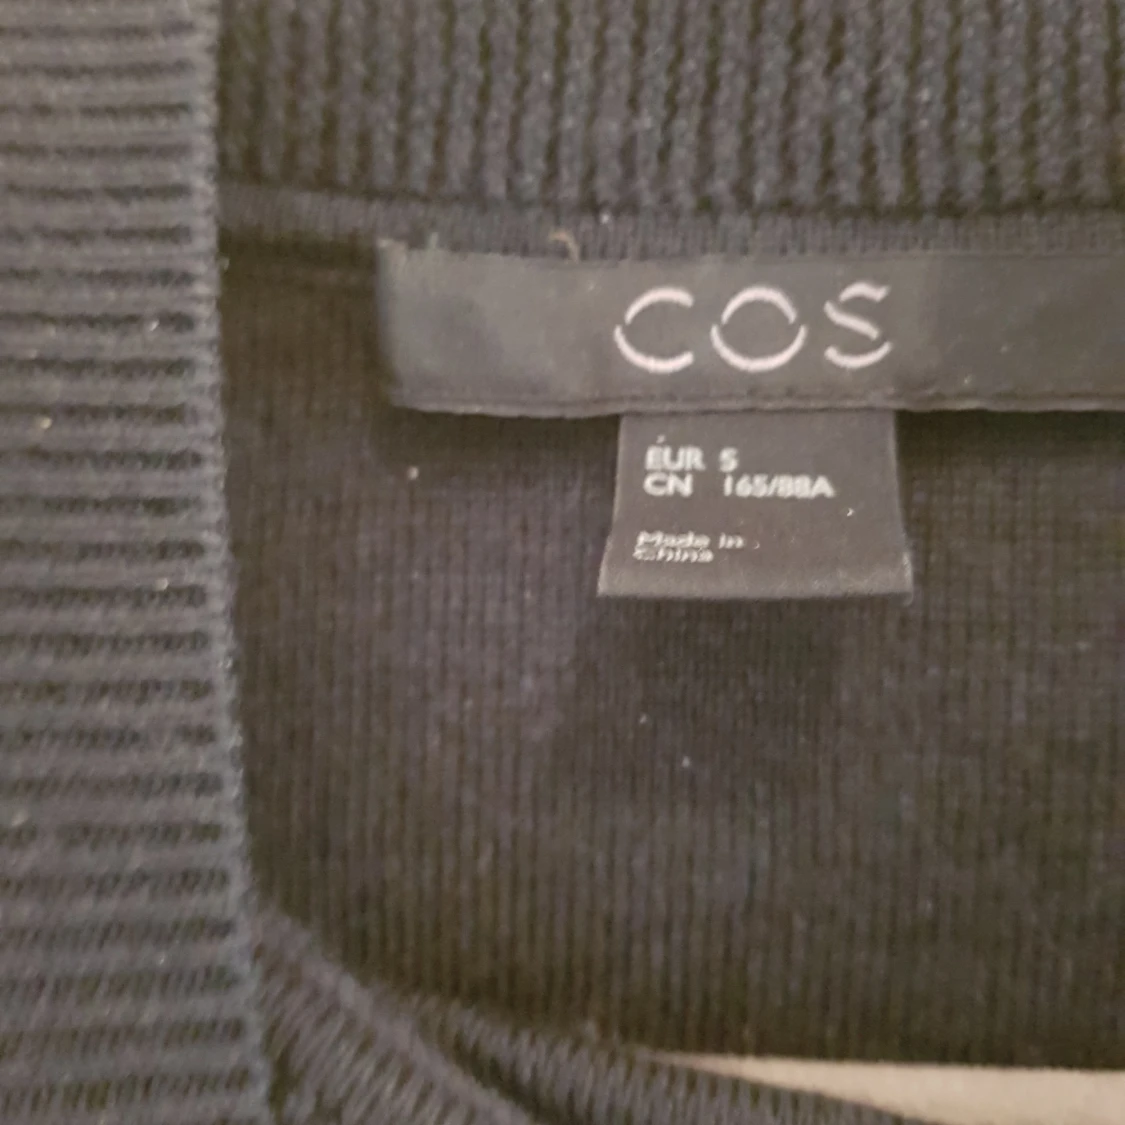 COS
EUR S
CN 165/88A
Made in
China